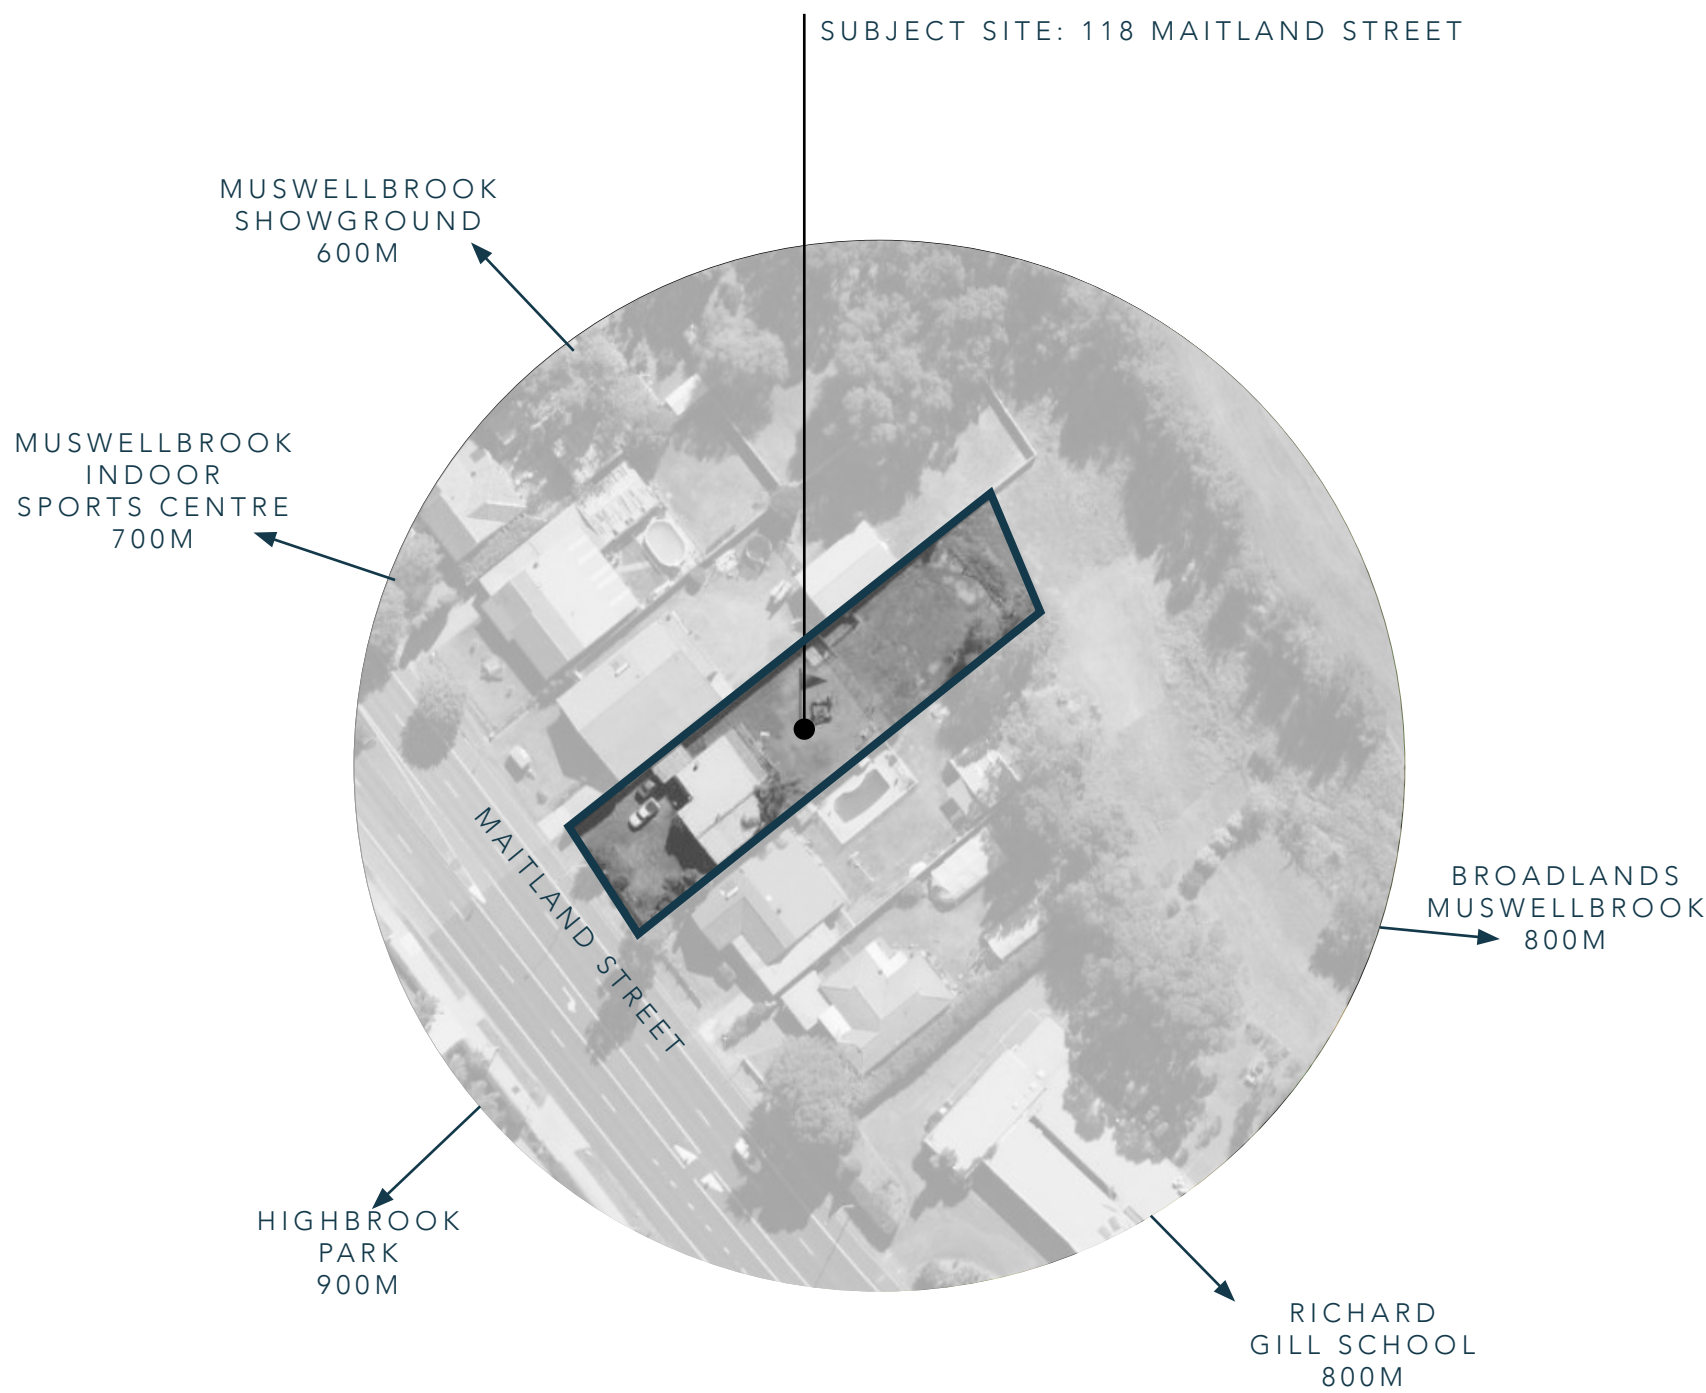 SUBJECT SITE: 118 MAITLAND STREET
MUSWELLBROOK
SHOWGROUND
600M
MUSWELLBROOK
INDOOR
SPORTS CENTRE
700M
MAITLAND STREET
BROADLANDS
MUSWELLBROOK
800M
HIGHBROOK
PARK
900M
RICHARD
GILL SCHOOL
800M